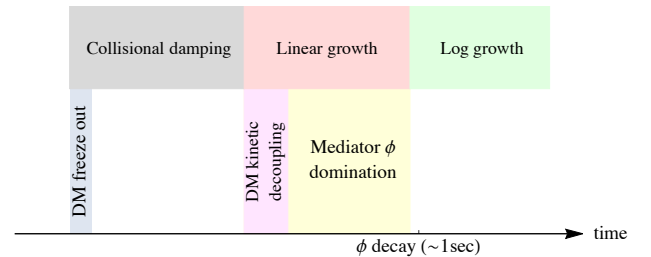 Collisional damping
Linear growth
Log growth
DM freeze out
DM kinetic
decoupling
Mediator ϕ
domination
time
ϕ decay (∼1sec)